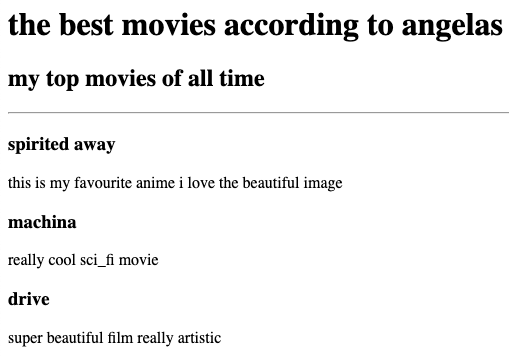 the best movies according to angelas
my top movies of all time
spirited away
this is my favourite anime i love the beautiful image
machina
really cool sci_fi movie
drive
super beautiful film really artistic